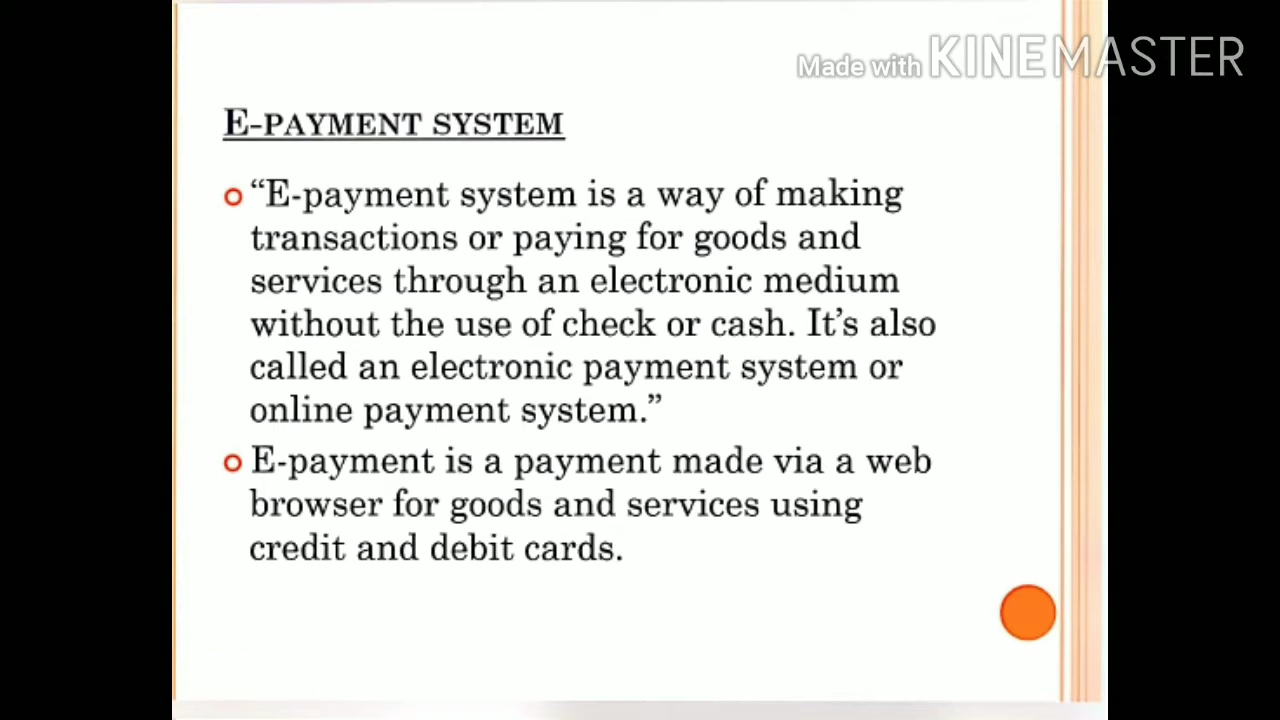 Made with KINEMASTER
E-PAYMENT SYSTEM
“E-payment system is a way of making
transactions or paying for goods and
services through an electronic medium
without the use of check or cash. It’s also
called an electronic payment system or
online payment system.”
E-payment is a payment made via a web
browser for goods and services using
credit and debit cards.